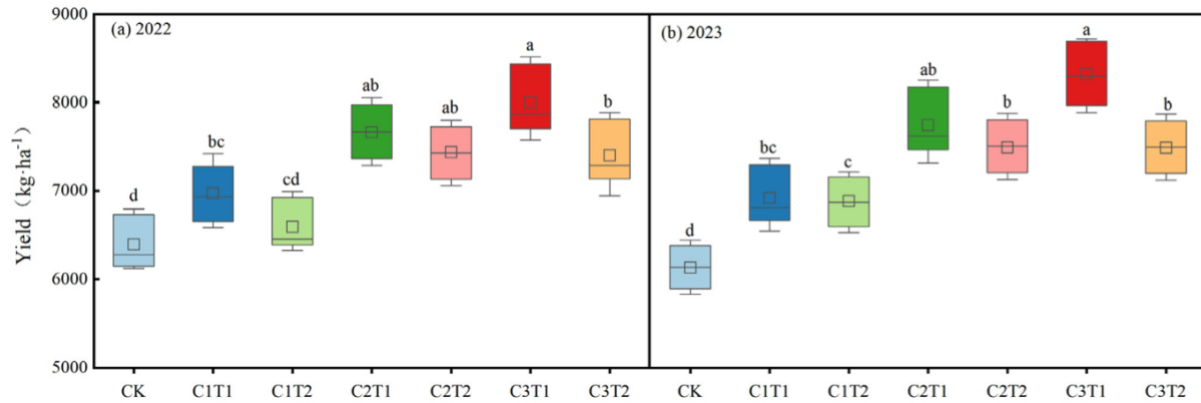 9000
8000
7000
6000
5000
Yield（kg·ha⁻¹）
(a) 2022
d
bc
cd
ab
ab
a
b
CK C1T1 C1T2 C2T1 C2T2 C3T1 C3T2
(b) 2023
d
bc
c
ab
b
a
b
CK C1T1 C1T2 C2T1 C2T2 C3T1 C3T2